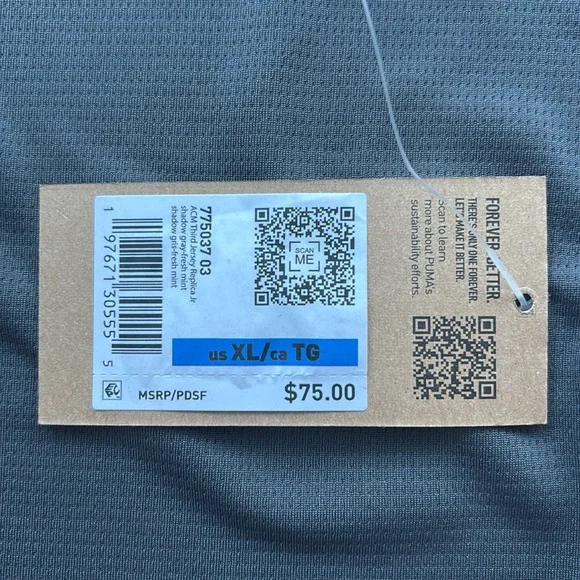 775037 03
ACM Third Jersey Replica Jr
shadow gray-fresh mint
shadow gris-fresh mint
1 97671 30555 5
SCAN
ME
us XL/ca TG
MSRP/PDSF $75.00
FOREVER. BETTER.
THERE'S ONLY ONE FOREVER.
LET'S MAKE IT BETTER.
Scan to learn
more about PUMA's
sustainability efforts.